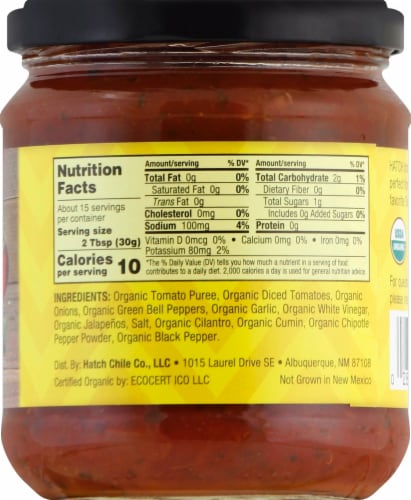 Nutrition
Facts
About 15 servings
per container
Serving size
2 Tbsp (30g)
Calories 10
per serving
Amount/serving % DV*
Total Fat 0g 0%
Saturated Fat 0g 0%
Trans Fat 0g
Cholesterol 0mg 0%
Sodium 100mg 4%
Amount/serving % DV*
Total Carbohydrate 2g 1%
Dietary Fiber 0g 0%
Total Sugars 1g
Includes 0g Added Sugars 0%
Protein 0g
Vitamin D 0mcg 0% • Calcium 0mg 0% • Iron 0mg 0%
Potassium 80mg 2%
*The % Daily Value (DV) tells you how much a nutrient in a serving of food
contributes to a daily diet. 2,000 calories a day is used for general nutrition advice.
INGREDIENTS: Organic Tomato Puree, Organic Diced Tomatoes, Organic
Onions, Organic Green Bell Peppers, Organic Garlic, Organic White Vinegar,
Organic Jalapeños, Salt, Organic Cilantro, Organic Cumin, Organic Chipotle
Pepper Powder, Organic Black Pepper.
Dist. By: Hatch Chile Co., LLC • 1015 Laurel Drive SE • Albuquerque, NM 87108
Certified Organic by: ECOCERT ICO LLC Not Grown in New Mexico
HATCH
perfect
favorite
USDA
ORGANIC
For
please
0